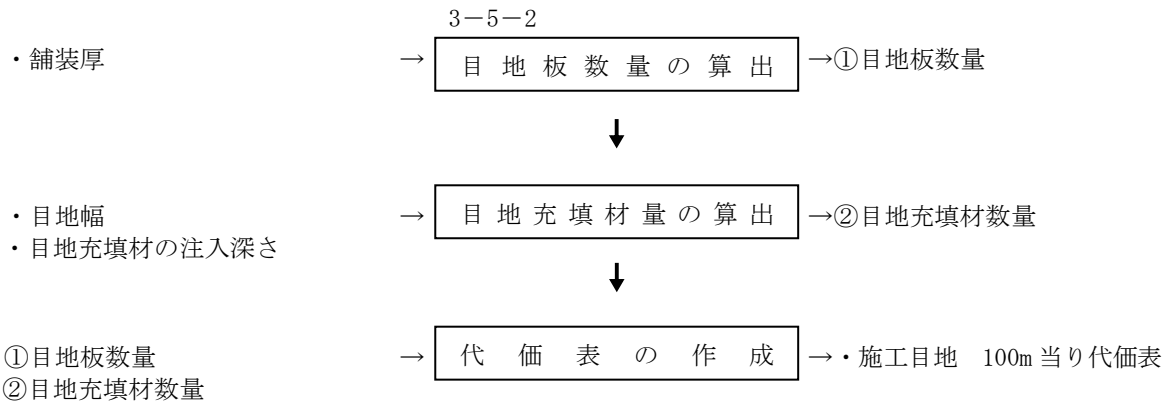 3－5－2
・舗装厚 → 目地板数量の算出 →①目地板数量
・目地幅 → 目地充填材量の算出 →②目地充填材数量
・目地充填材の注入深さ
①目地板数量 → 代価表の作成 →・施工目地　100m当り代価表
②目地充填材数量